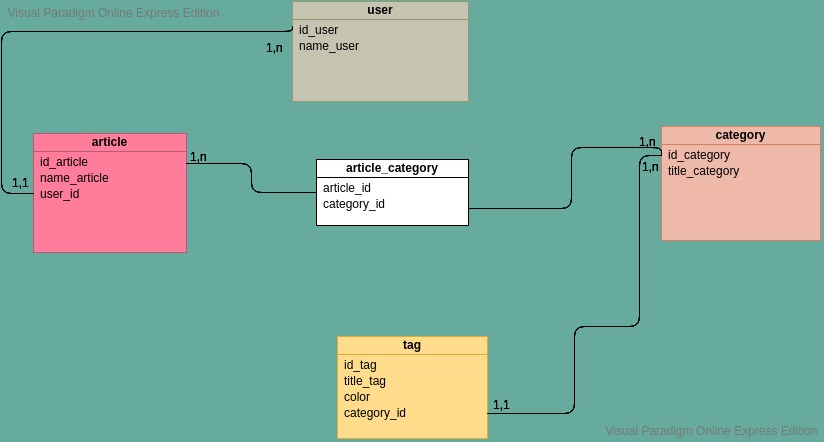 Visual Paradigm Online Express Edition
user
id_user
name_user
1,n
article
id_article
name_article
user_id
1,1
1,n
article_category
article_id
category_id
category
id_category
title_category
1,n
1,n
tag
id_tag
title_tag
color
category_id
1,1
Visual Paradigm Online Express Edition